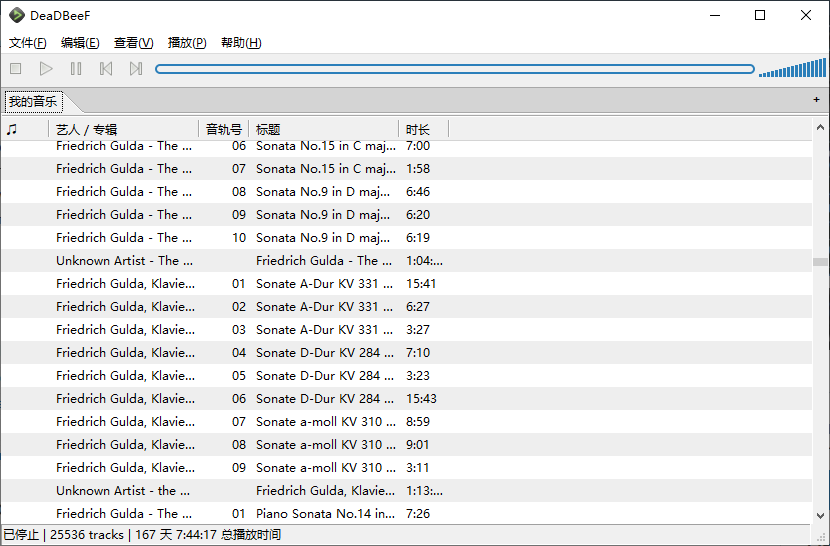 DeaDBeeF
文件(F) 编辑(E) 查看(V) 播放(P) 帮助(H)
我的音乐 +
艺人 / 专辑 音轨号 标题 时长
Friedrich Gulda - The ... 06 Sonata No.15 in C maj... 7:00
Friedrich Gulda - The ... 07 Sonata No.15 in C maj... 1:58
Friedrich Gulda - The ... 08 Sonata No.9 in D maj... 6:46
Friedrich Gulda - The ... 09 Sonata No.9 in D maj... 6:20
Friedrich Gulda - The ... 10 Sonata No.9 in D maj... 6:19
Unknown Artist - The ... Friedrich Gulda - The ... 1:04:...
Friedrich Gulda, Klavie... 01 Sonate A-Dur KV 331 ... 15:41
Friedrich Gulda, Klavie... 02 Sonate A-Dur KV 331 ... 6:27
Friedrich Gulda, Klavie... 03 Sonate A-Dur KV 331 ... 3:27
Friedrich Gulda, Klavie... 04 Sonate D-Dur KV 284 ... 7:10
Friedrich Gulda, Klavie... 05 Sonate D-Dur KV 284 ... 3:23
Friedrich Gulda, Klavie... 06 Sonate D-Dur KV 284 ... 15:43
Friedrich Gulda, Klavie... 07 Sonate a-moll KV 310 ... 8:59
Friedrich Gulda, Klavie... 08 Sonate a-moll KV 310 ... 9:01
Friedrich Gulda, Klavie... 09 Sonate a-moll KV 310 ... 3:11
Unknown Artist - the ... Friedrich Gulda, Klavie... 1:13:...
Friedrich Gulda - The ... 01 Piano Sonata No.14 in... 7:26
已停止 | 25536 tracks | 167 天 7:44:17 总播放时间